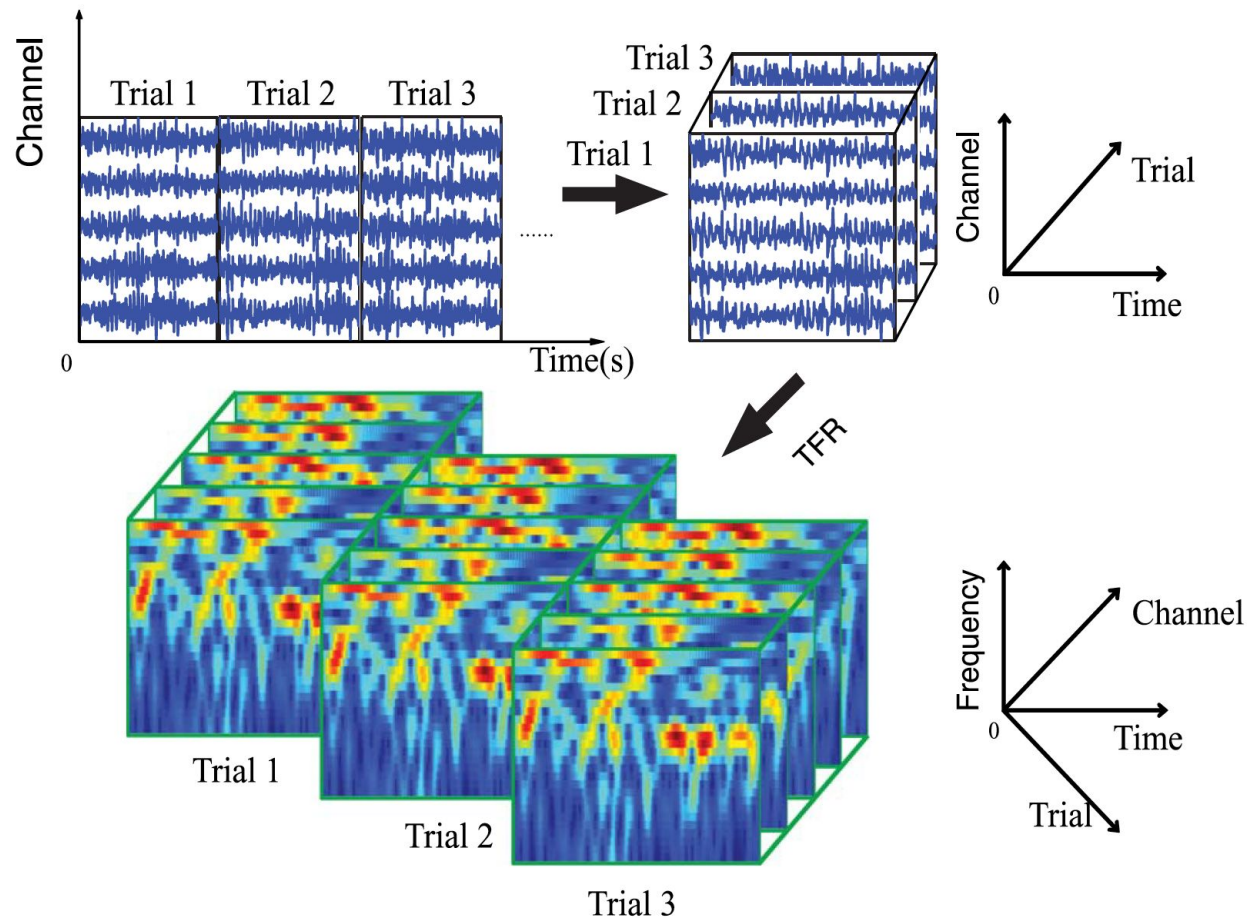 Channel
Trial 1
Trial 2
Trial 3
......
0
Time(s)
Trial 3
Trial 2
Trial 1
Channel
Trial
0
Time
TFR
Trial 1
Trial 2
Trial 3
Frequency
Channel
0
Time
Trial